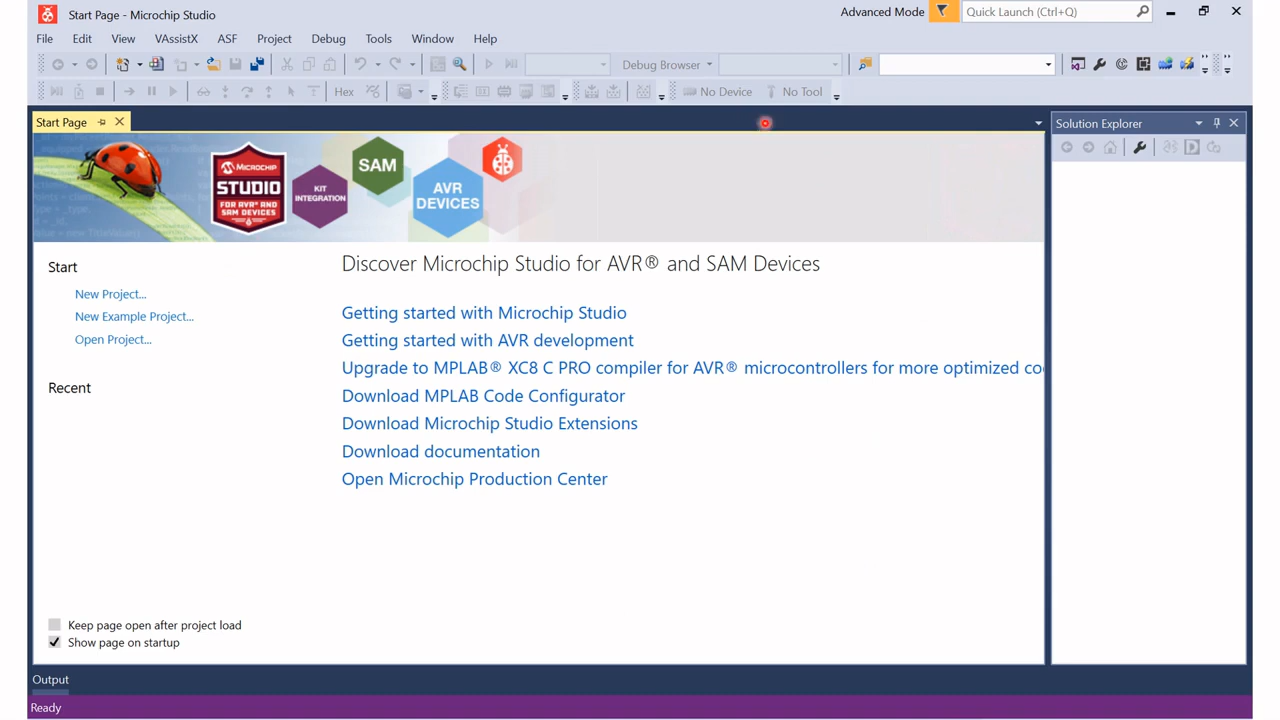 Start Page - Microchip Studio
Advanced Mode
Quick Launch (Ctrl+Q)
File Edit View VAssistX ASF Project Debug Tools Window Help
Debug Browser
Hex
No Device
No Tool
Start Page
Solution Explorer
MICROCHIP
STUDIO
FOR AVR® AND
SAM DEVICES
KIT
INTEGRATION
SAM
AVR
DEVICES
Start
New Project...
New Example Project...
Open Project...
Recent
Discover Microchip Studio for AVR® and SAM Devices
Getting started with Microchip Studio
Getting started with AVR development
Upgrade to MPLAB® XC8 C PRO compiler for AVR® microcontrollers for more optimized co
Download MPLAB Code Configurator
Download Microchip Studio Extensions
Download documentation
Open Microchip Production Center
Keep page open after project load
Show page on startup
Output
Ready